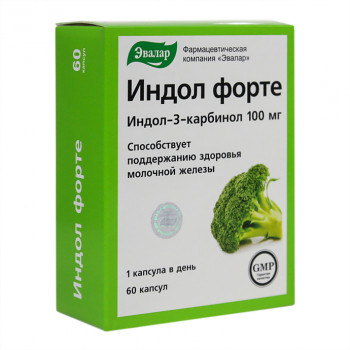 Эвалар
Фармацевтическая
компания "Эвалар"
Индол форте
Индол-3-карбинол 100 мг
Способствует
поддержанию здоровья
молочной железы
1 капсула в день
60 капсул
GMP
60 капсул
Индол форте